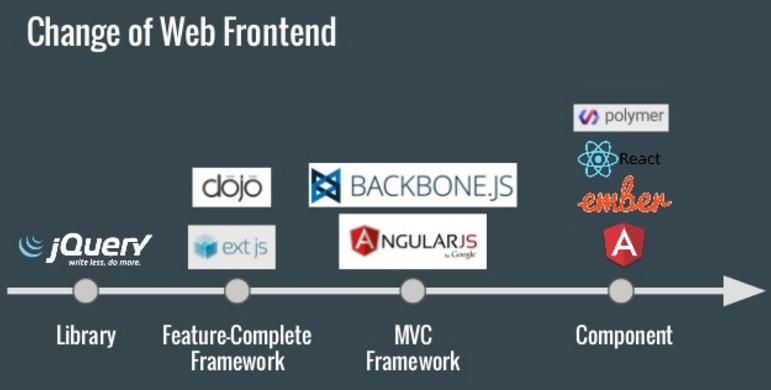 Change of Web Frontend
polymer
React
ember
dōjō
BACKBONE.JS
jQuery
write less, do more.
ext js
ANGULARJS
by Google
A
Library
Feature-Complete
Framework
MVC
Framework
Component